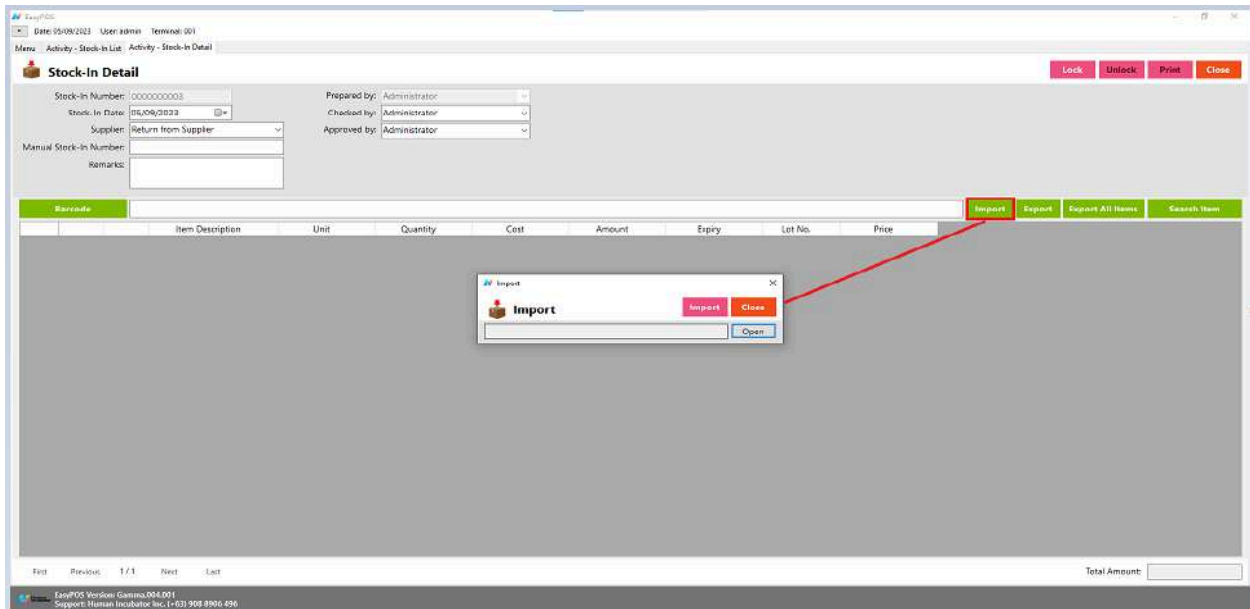 EasyPOS
Date: 05/09/2023 User: admin Terminal: 001
Menu Activity - Stock-In List Activity - Stock-In Detail
Stock-In Detail Lock Unlock Print Close
Stock-In Number: 0000000003 Prepared by: Administrator
Stock-In Date: 05/09/2023 Checked by: Administrator
Supplier: Return from Supplier Approved by: Administrator
Manual Stock-In Number:
Remarks:
Barcode Import Export Export All Items Search Item
Item Description Unit Quantity Cost Amount Expiry Lot No. Price
Import
Import Import Close
Open
First Previous 1 / 1 Next Last Total Amount:
EasyPOS Version: Gamma.004.001
Support: Human Incubator Inc. (+63) 908 8906 496